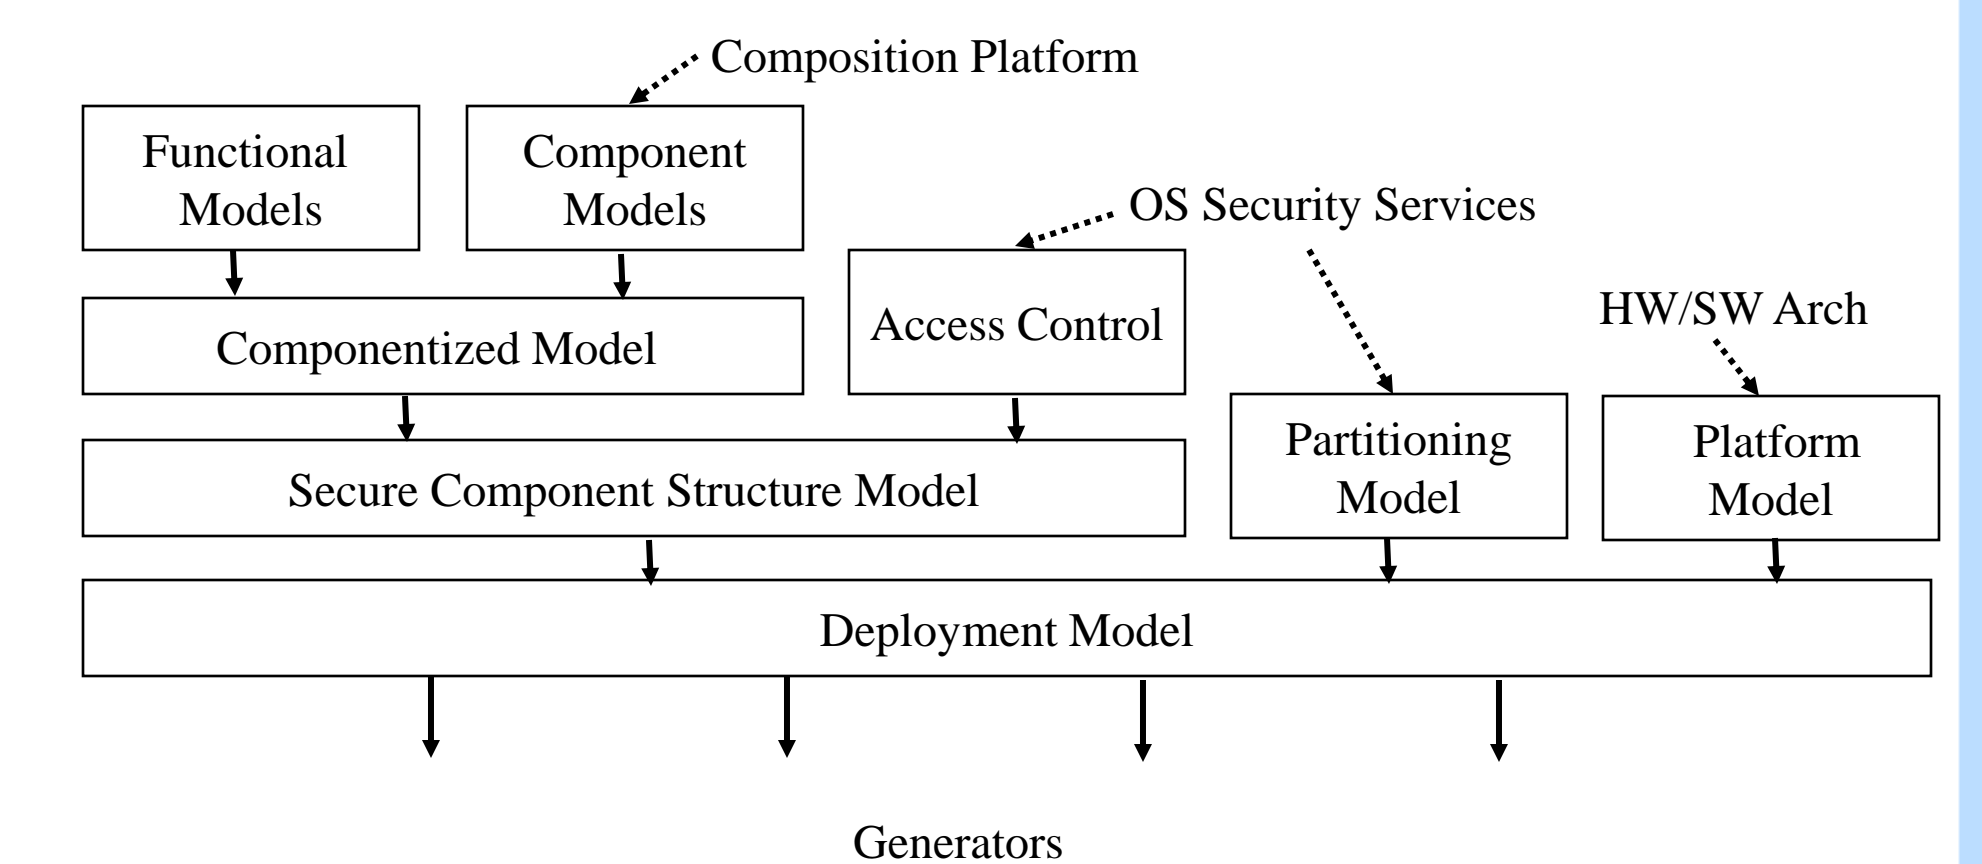 Composition Platform
Functional
Models
Component
Models
OS Security Services
Access Control
HW/SW Arch
Componentized Model
Partitioning
Model
Platform
Model
Secure Component Structure Model
Deployment Model
Generators